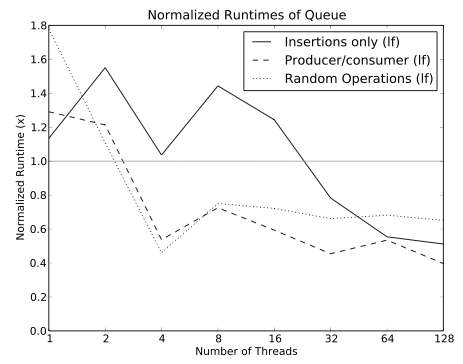 Normalized Runtimes of Queue
Normalized Runtime (x)
1.8
1.6
1.4
1.2
1.0
0.8
0.6
0.4
0.2
0.0
Insertions only (lf)
Producer/consumer (lf)
Random Operations (lf)
1 2 4 8 16 32 64 128
Number of Threads